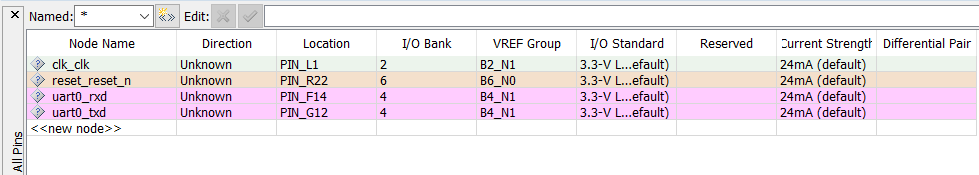 Named: * Edit:
Node Name Direction Location I/O Bank VREF Group I/O Standard Reserved Current Strength Differential Pair
clk_clk Unknown PIN_L1 2 B2_N1 3.3-V L...efault) 24mA (default)
reset_reset_n Unknown PIN_R22 6 B6_N0 3.3-V L...efault) 24mA (default)
uart0_rxd Unknown PIN_F14 4 B4_N1 3.3-V L...efault) 24mA (default)
uart0_txd Unknown PIN_G12 4 B4_N1 3.3-V L...efault) 24mA (default)
<<new node>>
All Pins